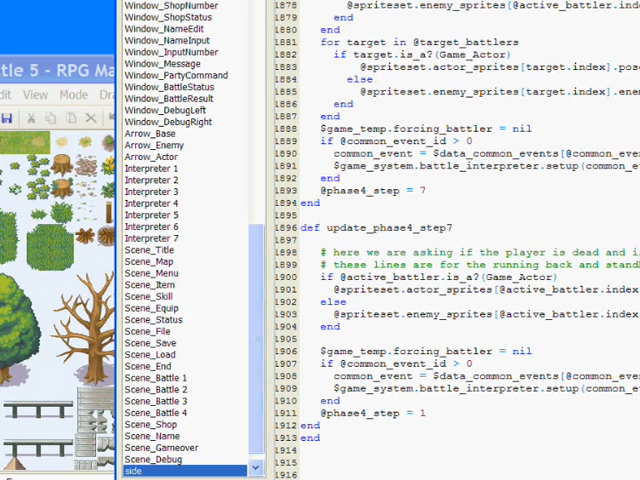 ttle 5 - RPG Ma
dit View Mode Dra
Window_ShopNumber
Window_ShopStatus
Window_NameEdit
Window_NameInput
Window_InputNumber
Window_Message
Window_PartyCommand
Window_BattleStatus
Window_BattleResult
Window_DebugLeft
Window_DebugRight
Arrow_Base
Arrow_Enemy
Arrow_Actor
Interpreter 1
Interpreter 2
Interpreter 3
Interpreter 4
Interpreter 5
Interpreter 6
Interpreter 7
Scene_Title
Scene_Map
Scene_Menu
Scene_Item
Scene_Skill
Scene_Equip
Scene_Status
Scene_File
Scene_Save
Scene_Load
Scene_End
Scene_Battle 1
Scene_Battle 2
Scene_Battle 3
Scene_Battle 4
Scene_Shop
Scene_Name
Scene_Gameover
Scene_Debug
side
1878 @spriteset.enemy_sprites[@active_battler.inde
1879 end
1880 end
1881 for target in @target_battlers
1882 if target.is_a?(Game_Actor)
1883 @spriteset.actor_sprites[target.index].pos
1884 else
1885 @spriteset.enemy_sprites[target.index].ene
1886 end
1887 end
1888 $game_temp.forcing_battler = nil
1889 if @common_event_id > 0
1890 common_event = $data_common_events[@common
1891 $game_system.battle_interpreter.setup(comm
1892 end
1893 @phase4_step = 7
1894 end
1895
1896 def update_phase4_step7
1897
1898 # here we are asking if the player is dead and i
1899 # these lines are for the running back and stand
1900 if @active_battler.is_a?(Game_Actor)
1901 @spriteset.actor_sprites[@active_battler.index
1902 else
1903 @spriteset.enemy_sprites[@active_battler.index
1904 end
1905
1906 $game_temp.forcing_battler = nil
1907 if @common_event_id > 0
1908 common_event = $data_common_events[@common_e
1909 $game_system.battle_interpreter.setup(common_e
1910 end
1911 @phase4_step = 1
1912 end
1913 end
1914
1915
1916